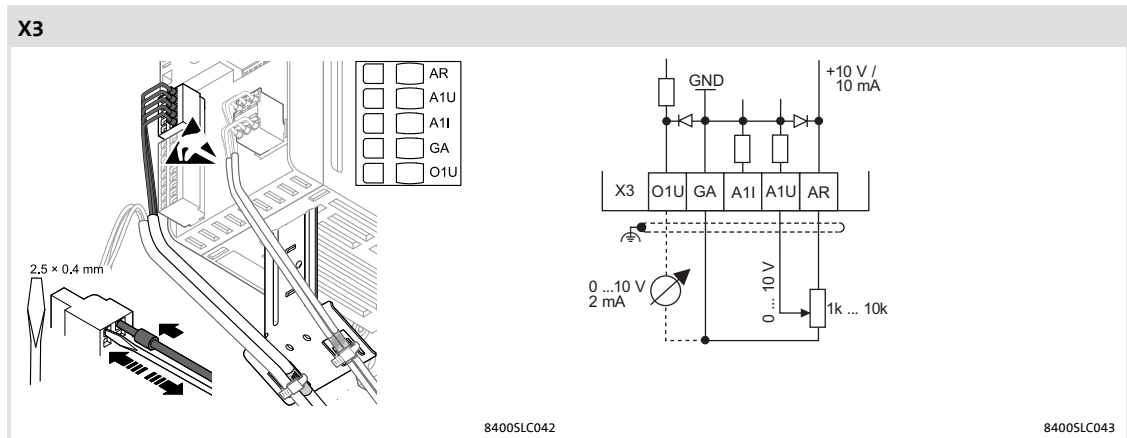 X3
AR
A1U
A1I
GA
O1U
2.5 × 0.4 mm
8400SLC042
GND
+10 V /
10 mA
X3 O1U GA A1I A1U AR
0 ...10 V
2 mA
0 ... 10 V
1k ... 10k
8400SLC043